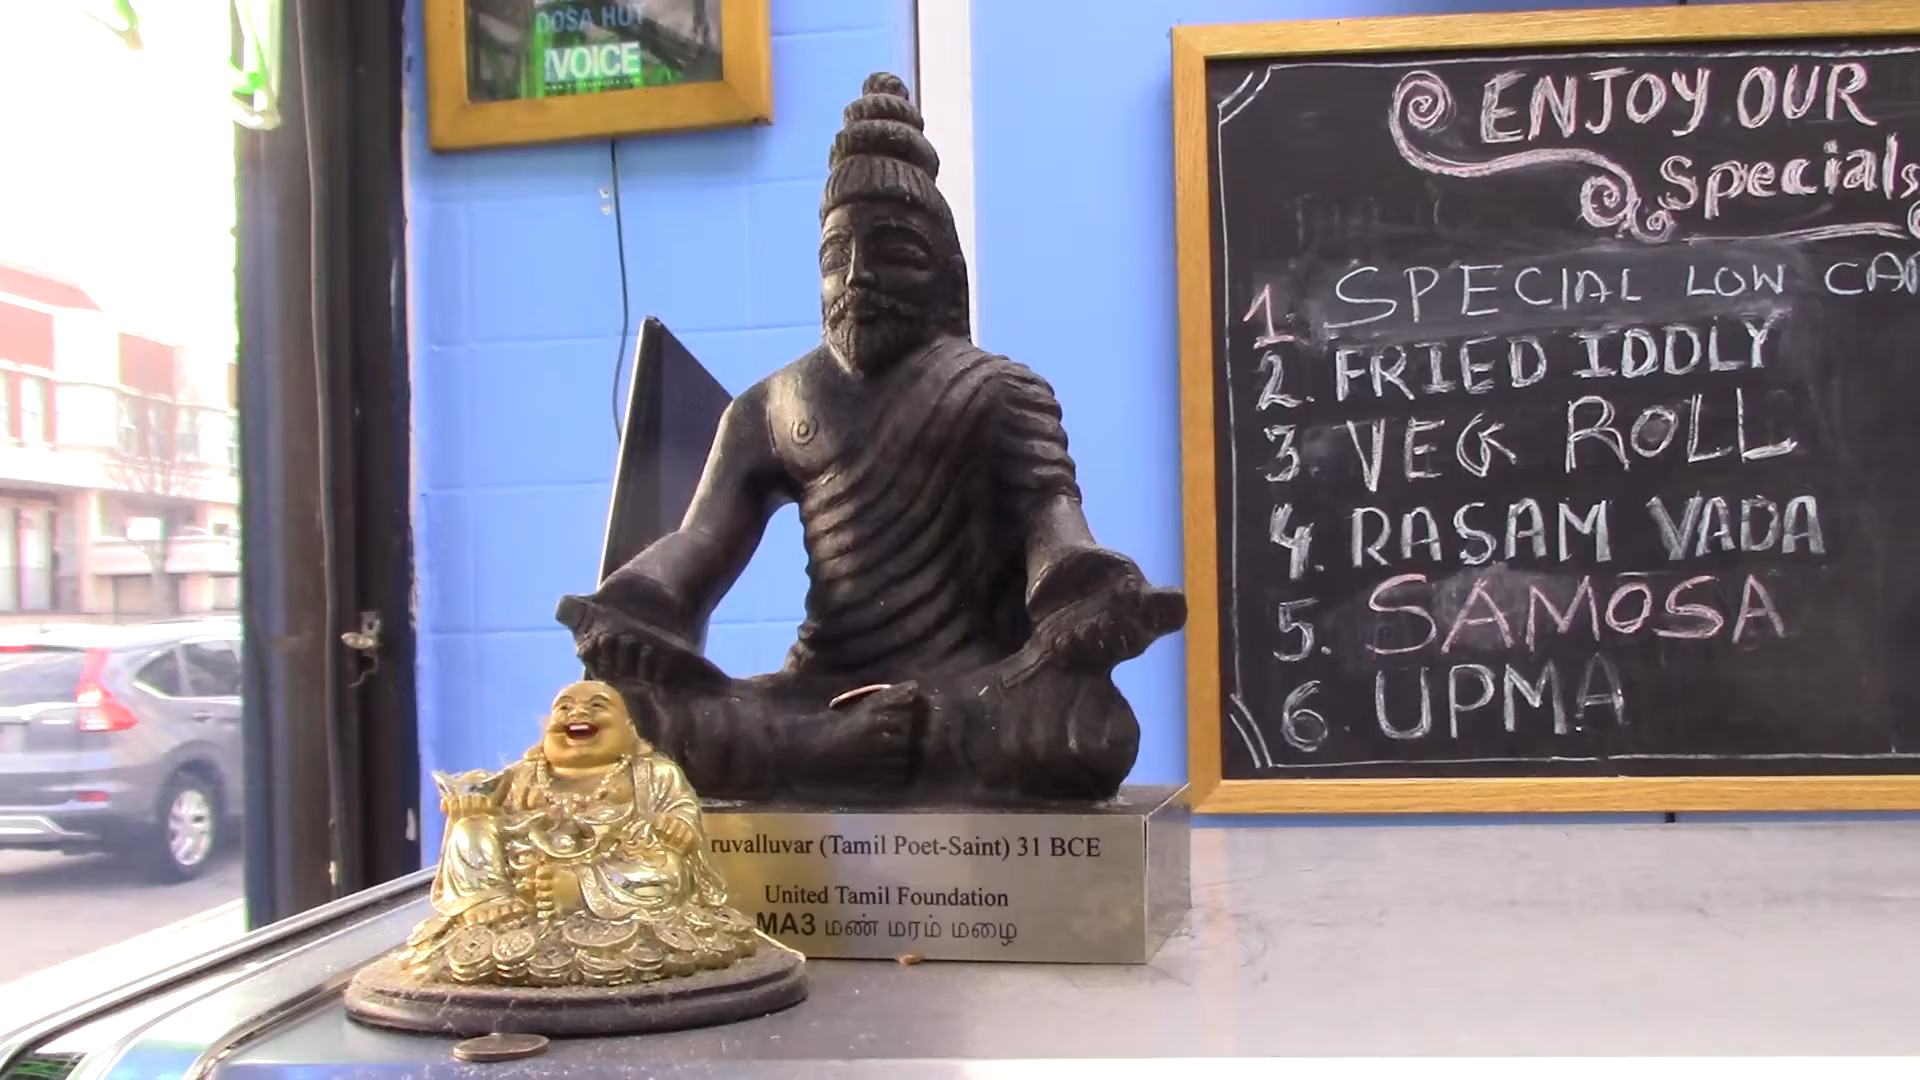 DOSA HUT
VOICE
ENJOY OUR
Specials
1. SPECIAL LOW CAR
2. FRIED IDDLY
3. VEG ROLL
4. RASAM VADA
5. SAMOSA
6. UPMA
ruvalluvar (Tamil Poet-Saint) 31 BCE
United Tamil Foundation
MA3 மண் மரம் மழை